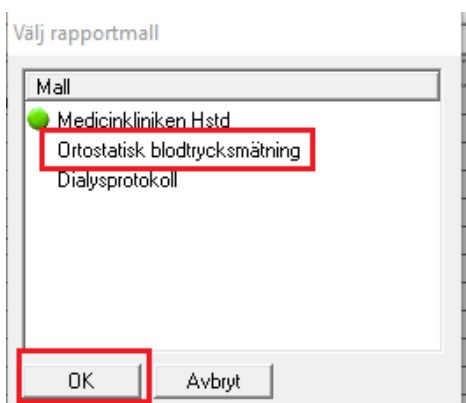 Välj rapportmall
Mall
Medicinkliniken Hstd
Ortostatisk blodtrycksmätning
Dialysprotokoll
OK Avbryt